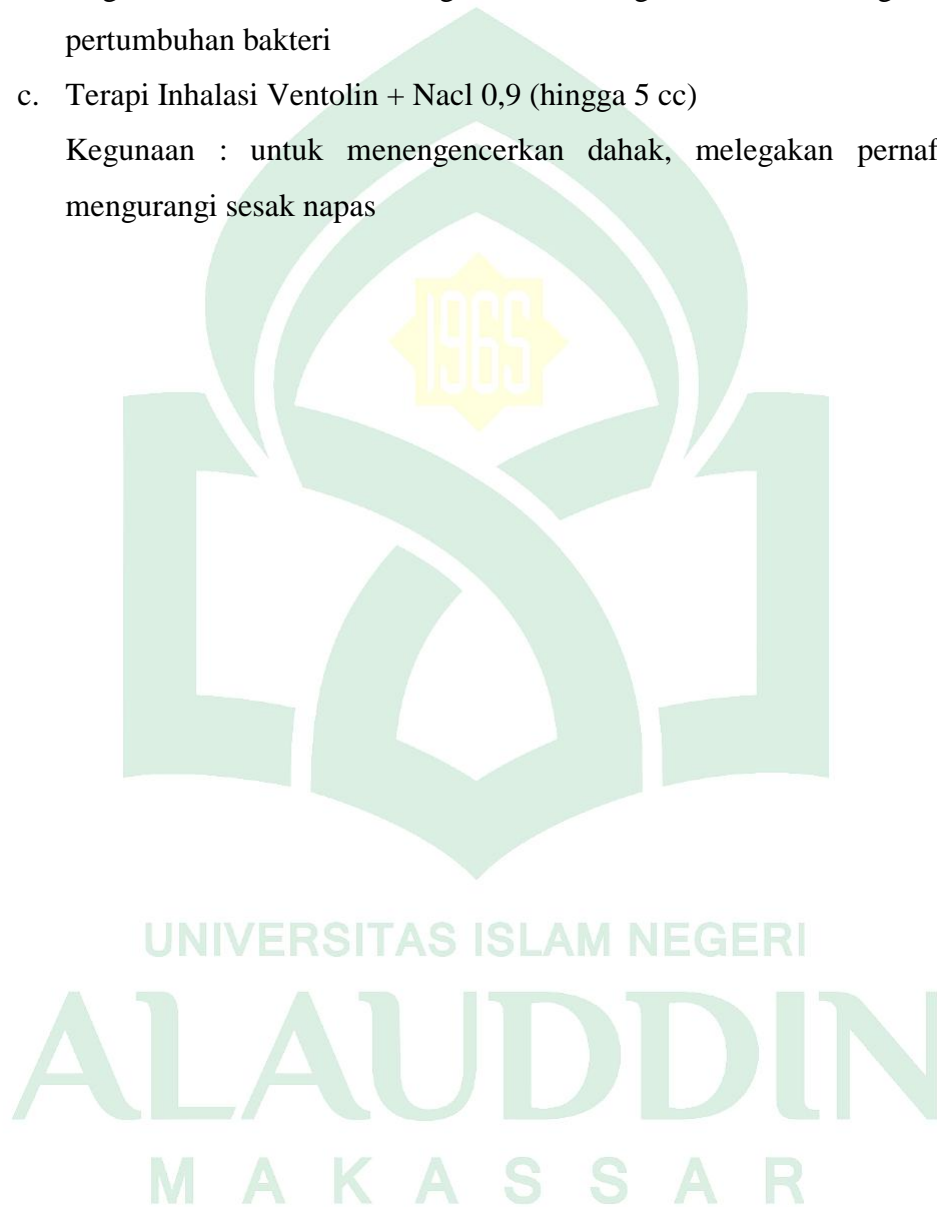 pertumbuhan bakteri
c. Terapi Inhalasi Ventolin + Nacl 0,9 (hingga 5 cc)
Kegunaan : untuk menengencerkan dahak, melegakan
mengurangi sesak napas
1965
UNIVERSITAS ISLAM NEGERI
ALAUDDIN
MAKASSAR